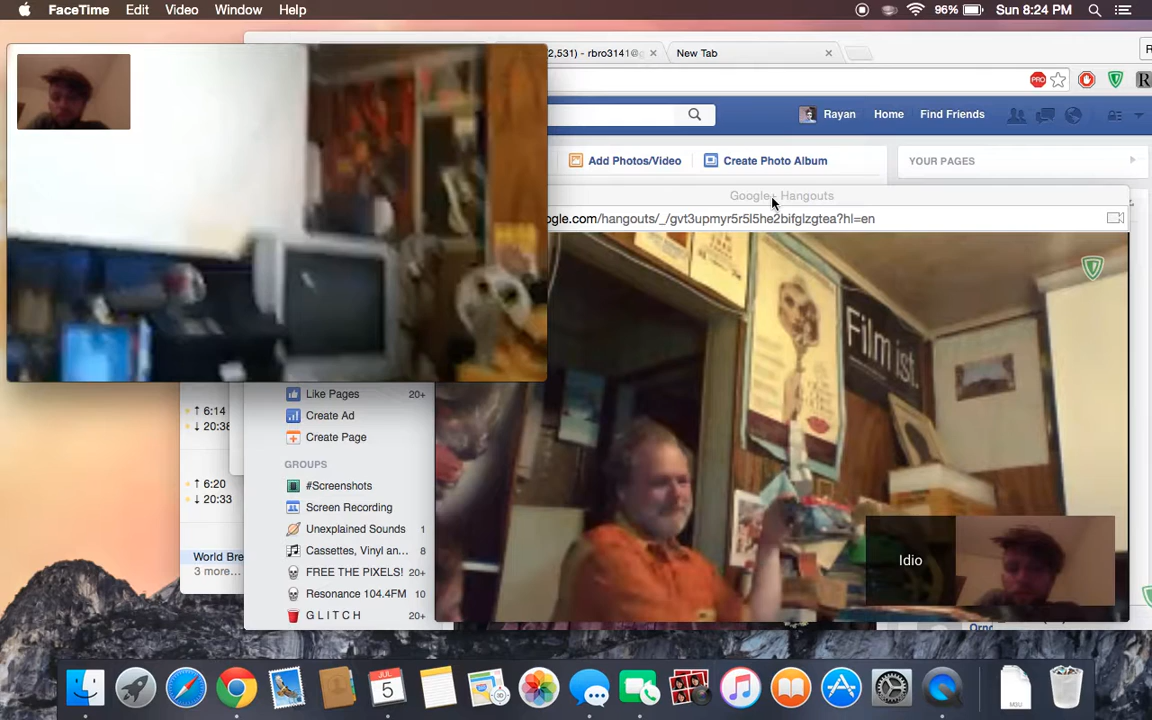 FaceTime Edit Video Window Help
96% Sun 8:24 PM
2,531) - rbro3141@
New Tab
PRO
Rayan Home Find Friends
Add Photos/Video
Create Photo Album
YOUR PAGES
Google+ Hangouts
ogle.com/hangouts/_/gvt3upmyr5r5l5he2bifglzgtea?hl=en
Film ist.
Idio
Like Pages 20+
Create Ad
Create Page
GROUPS
#Screenshots
Screen Recording
Unexplained Sounds 1
Cassettes, Vinyl an... 8
FREE THE PIXELS! 20+
Resonance 104.4FM 10
G L I T C H 20+
↑ 6:14
↓ 20:38
↑ 6:20
↓ 20:33
World Bre
3 more...
JUL
5